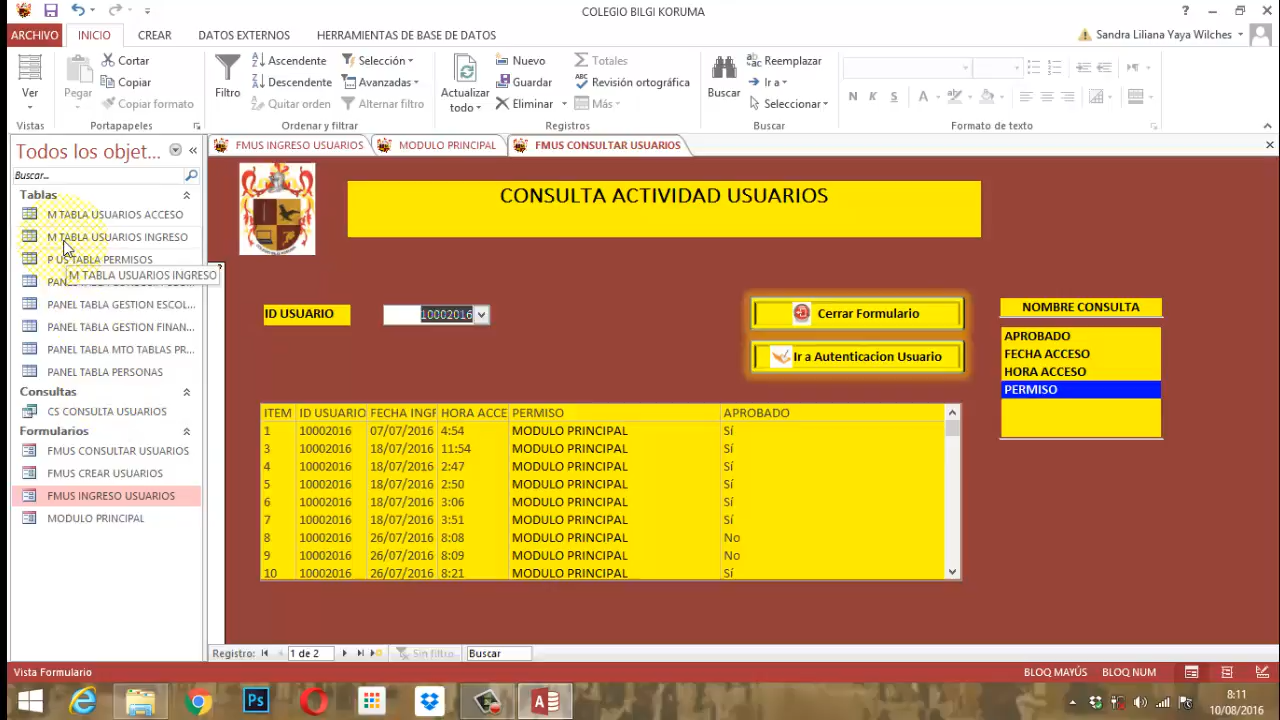 COLEGIO BILGI KORUMA
ARCHIVO INICIO CREAR DATOS EXTERNOS HERRAMIENTAS DE BASE DE DATOS Sandra Liliana Yaya Wilches
Ver
Vistas
Pegar
Cortar
Copiar
Copiar formato
Portapapeles
Filtro
Ascendente
Descendente
Quitar orden
Selección
Avanzadas
Alternar filtro
Ordenar y filtrar
Actualizar todo
Nuevo
Guardar
Eliminar
Totales
Revisión ortográfica
Más
Registros
Buscar
Reemplazar
Ir a
Seleccionar
Buscar
N K S
Formato de texto
Todos los objet...
Buscar...
Tablas
M TABLA USUARIOS ACCESO
M TABLA USUARIOS INGRESO
P US TABLA PERMISOS
M TABLA USUARIOS INGRESO
PANEL TABLA GESTION ESCOL...
PANEL TABLA GESTION FINAN...
PANEL TABLA MTO TABLAS PR...
PANEL TABLA PERSONAS
Consultas
CS CONSULTA USUARIOS
Formularios
FMUS CONSULTAR USUARIOS
FMUS CREAR USUARIOS
FMUS INGRESO USUARIOS
MODULO PRINCIPAL
FMUS INGRESO USUARIOS MODULO PRINCIPAL FMUS CONSULTAR USUARIOS
CONSULTA ACTIVIDAD USUARIOS
ID USUARIO 10002016
Cerrar Formulario
Ir a Autenticacion Usuario
NOMBRE CONSULTA
APROBADO
FECHA ACCESO
HORA ACCESO
PERMISO
ITEM ID USUARIO FECHA INGF HORA ACCE PERMISO APROBADO
1 10002016 07/07/2016 4:54 MODULO PRINCIPAL Sí
3 10002016 18/07/2016 11:54 MODULO PRINCIPAL Sí
4 10002016 18/07/2016 2:47 MODULO PRINCIPAL Sí
5 10002016 18/07/2016 2:50 MODULO PRINCIPAL Sí
6 10002016 18/07/2016 3:06 MODULO PRINCIPAL Sí
7 10002016 18/07/2016 3:51 MODULO PRINCIPAL Sí
8 10002016 26/07/2016 8:08 MODULO PRINCIPAL No
9 10002016 26/07/2016 8:09 MODULO PRINCIPAL No
10 10002016 26/07/2016 8:21 MODULO PRINCIPAL Sí
Registro: 1 de 2 Sin filtro Buscar
Vista Formulario BLOQ MAYÚS BLOQ NUM
Ps
8:11
10/08/2016